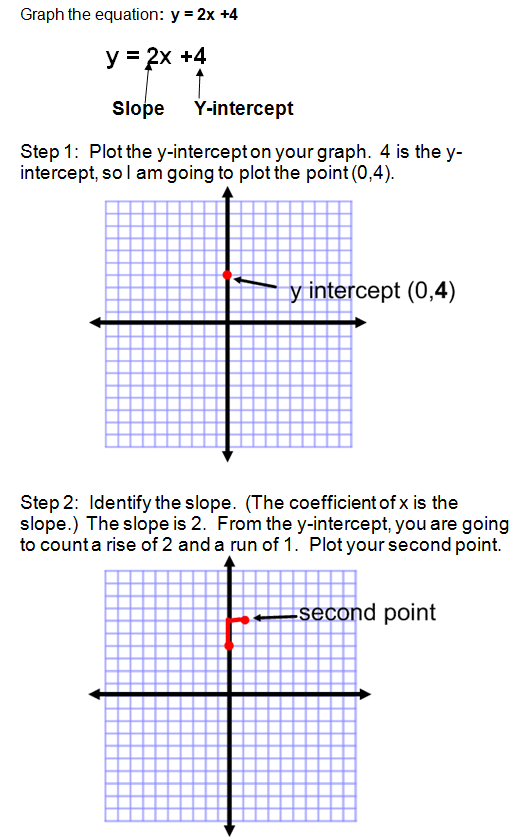 Graph the equation: y = 2x +4
y = 2x +4
Slope Y-intercept
Step 1: Plot the y-intercept on your graph. 4 is the y-
intercept, so I am going to plot the point (0,4).
y intercept (0,4)
Step 2: Identify the slope. (The coefficient of x is the
slope.) The slope is 2. From the y-intercept, you are going
to count a rise of 2 and a run of 1. Plot your second point.
second point